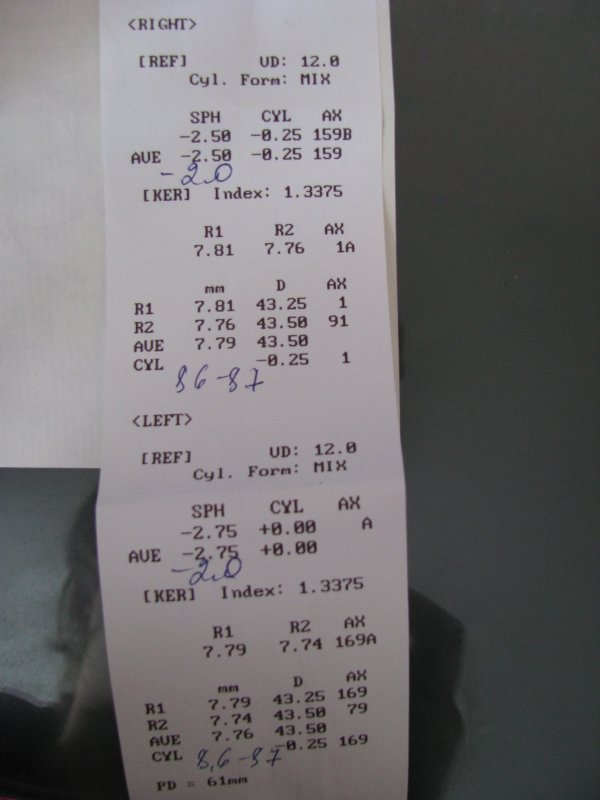 <RIGHT>
[REF] VD: 12.0
Cyl. Form: MIX
SPH CYL AX
-2.50 -0.25 159B
AVE -2.50 -0.25 159
-2.0
[KER] Index: 1.3375
R1 R2 AX
7.81 7.76 1A
mm D AX
R1 7.81 43.25 1
R2 7.76 43.50 91
AVE 7.79 43.50
CYL -0.25 1
8.6-8.7
<LEFT>
[REF] VD: 12.0
Cyl. Form: MIX
SPH CYL AX
-2.75 +0.00 A
AVE -2.75 +0.00
-2.0
[KER] Index: 1.3375
R1 R2 AX
7.79 7.74 169A
mm D AX
R1 7.79 43.25 169
R2 7.74 43.50 79
AVE 7.76 43.50
CYL -0.25 169
8,6-8.7
PD = 61mm